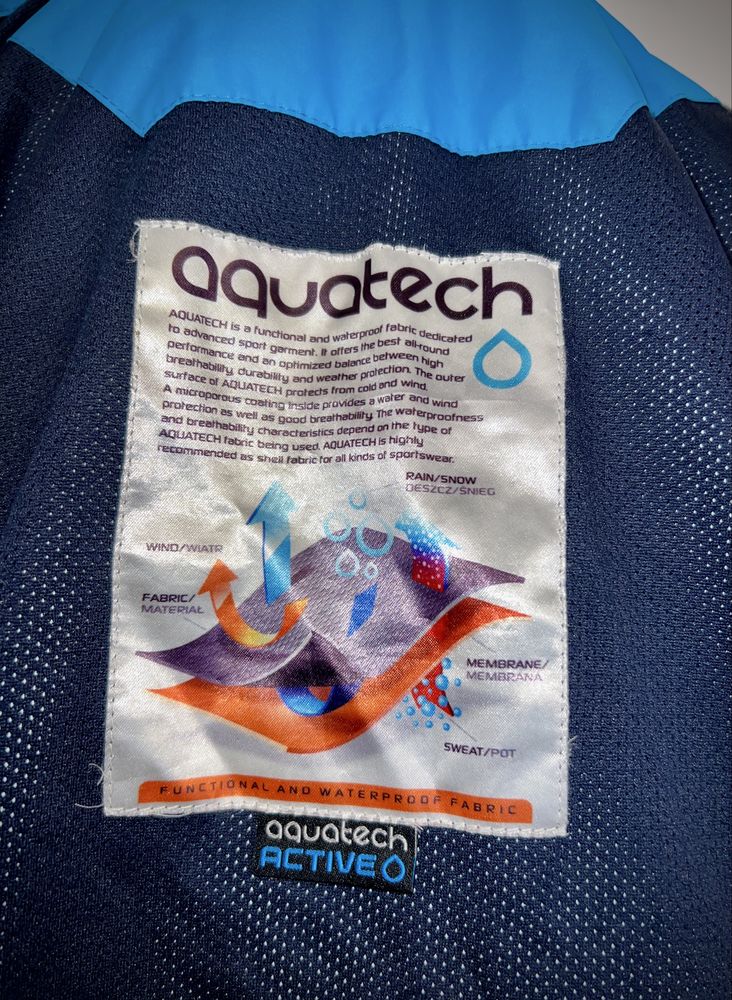 aquatech
AQUATECH is a functional and waterproof fabric dedicated
to advanced sport garment. It offers the best all-round
performance and an optimized balance between high
breathability, durability and weather protection. The outer
surface of AQUATECH protects from cold and wind.
A microporous coating inside provides a water and wind
protection as well as good breathability. The waterproofness
and breathability characteristics depend on the type of
AQUATECH fabric being used. AQUATECH is highly
recommended as shell fabric for all kinds of sportswear.
RAIN/SNOW
DESZCZ/ŚNIEG
WIND/WIATR
FABRIC/
MATERIAŁ
MEMBRANE/
MEMBRANA
SWEAT/POT
FUNCTIONAL AND WATERPROOF FABRIC
aquatech
ACTIVE